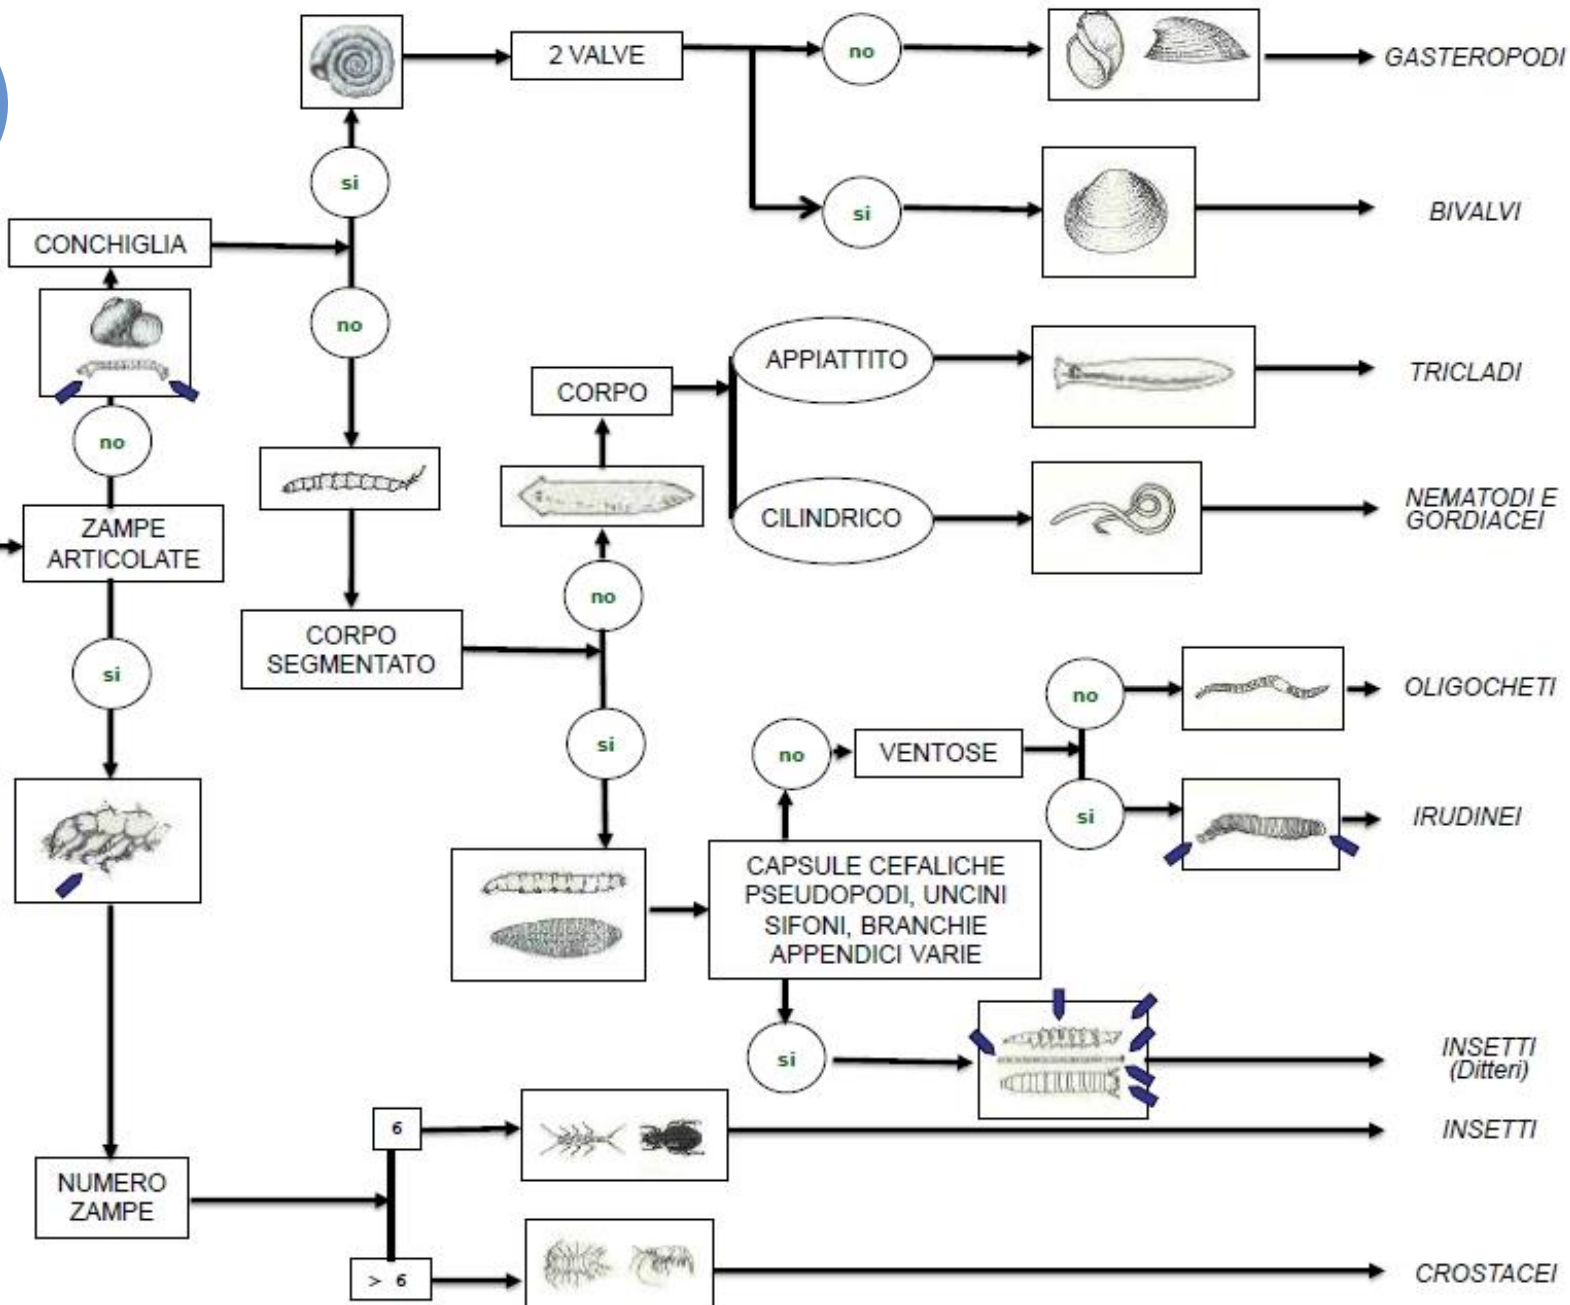 2 VALVE
no
GASTEROPODI
si
si
BIVALVI
CONCHIGLIA
no
APPIATTITO
TRICLADI
CORPO
no
CILINDRICO
NEMATODI E
GORDIACEI
ZAMPE
ARTICOLATE
no
CORPO
SEGMENTATO
si
no
OLIGOCHETI
si
no
VENTOSE
si
IRUDINEI
CAPSULE CEFALICHE
PSEUDOPODI, UNCINI
SIFONI, BRANCHIE
APPENDICI VARIE
si
INSETTI
(Ditteri)
6
INSETTI
NUMERO
ZAMPE
> 6
CROSTACEI